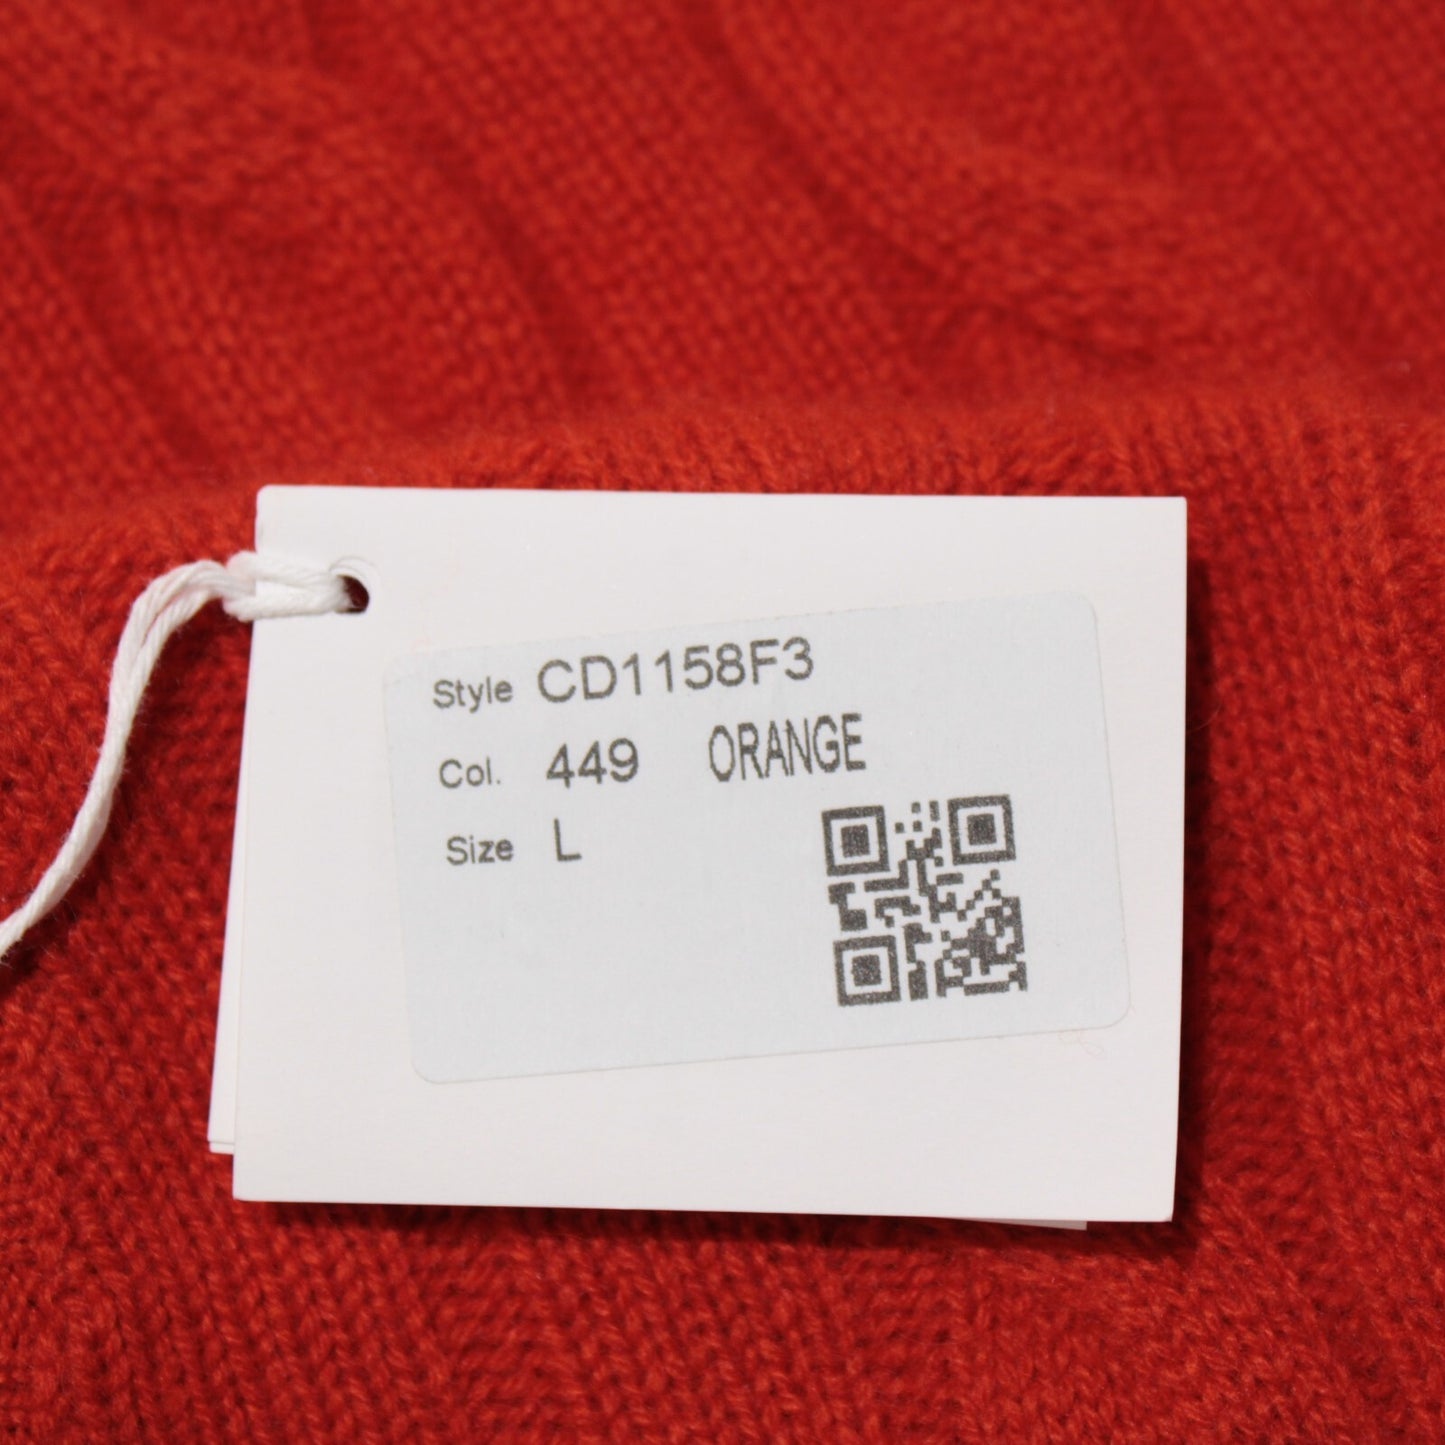 Style CD1158F3
Col. 449 ORANGE
Size L